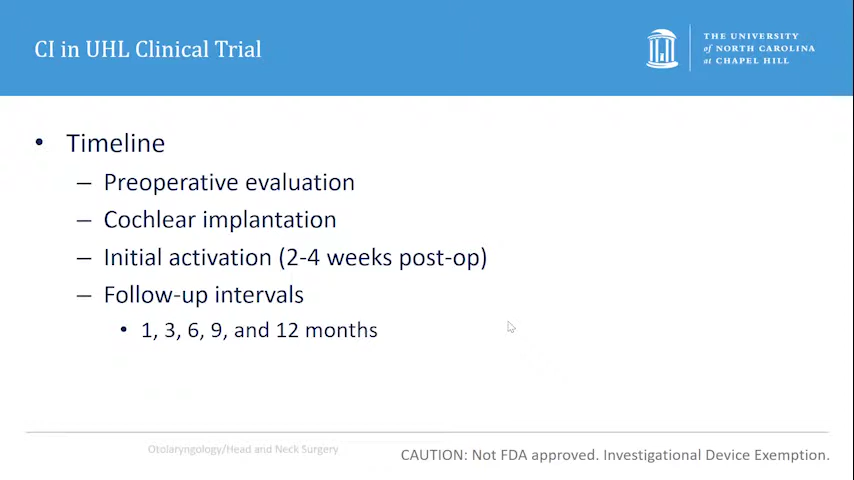 CI in UHL Clinical Trial
THE UNIVERSITY
of NORTH CAROLINA
at CHAPEL HILL
• Timeline
– Preoperative evaluation
– Cochlear implantation
– Initial activation (2-4 weeks post-op)
– Follow-up intervals
• 1, 3, 6, 9, and 12 months
Otolaryngology/Head and Neck Surgery
CAUTION: Not FDA approved. Investigational Device Exemption.